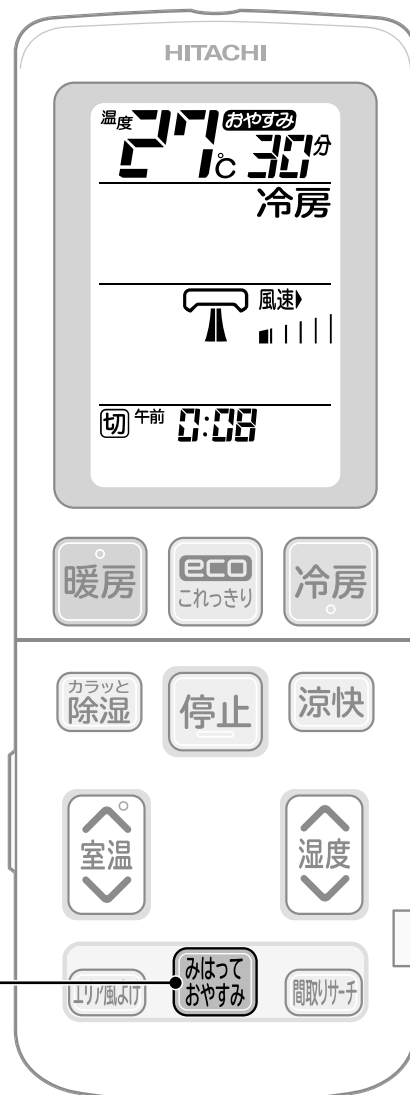 HITACHI
温度 27℃ おやすみ 30分
冷房
風速
切 午前 0:08
暖房
eco
これっきり
冷房
カラッと
除湿
停止
涼快
室温
湿度
エリア風よけ
みはって
おやすみ
間取りサーチ